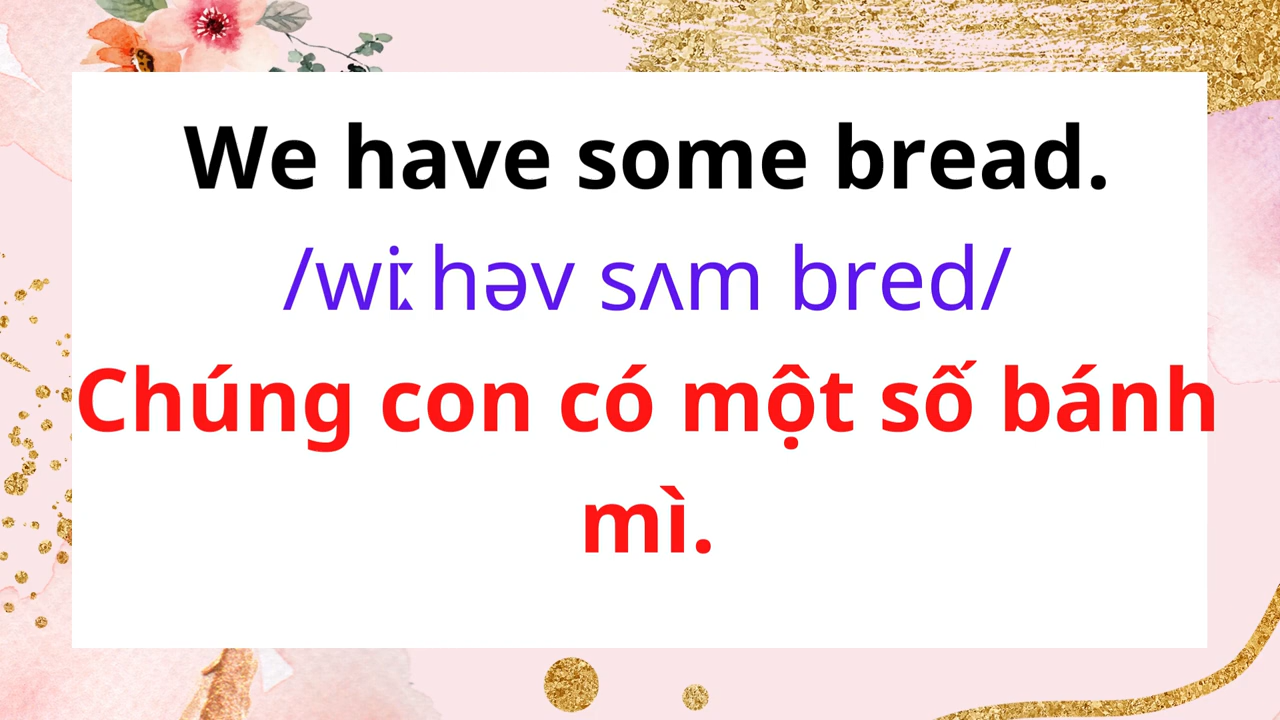 We have some bread.
/wiː həv sʌm bred/
Chúng con có một số bánh
mì.